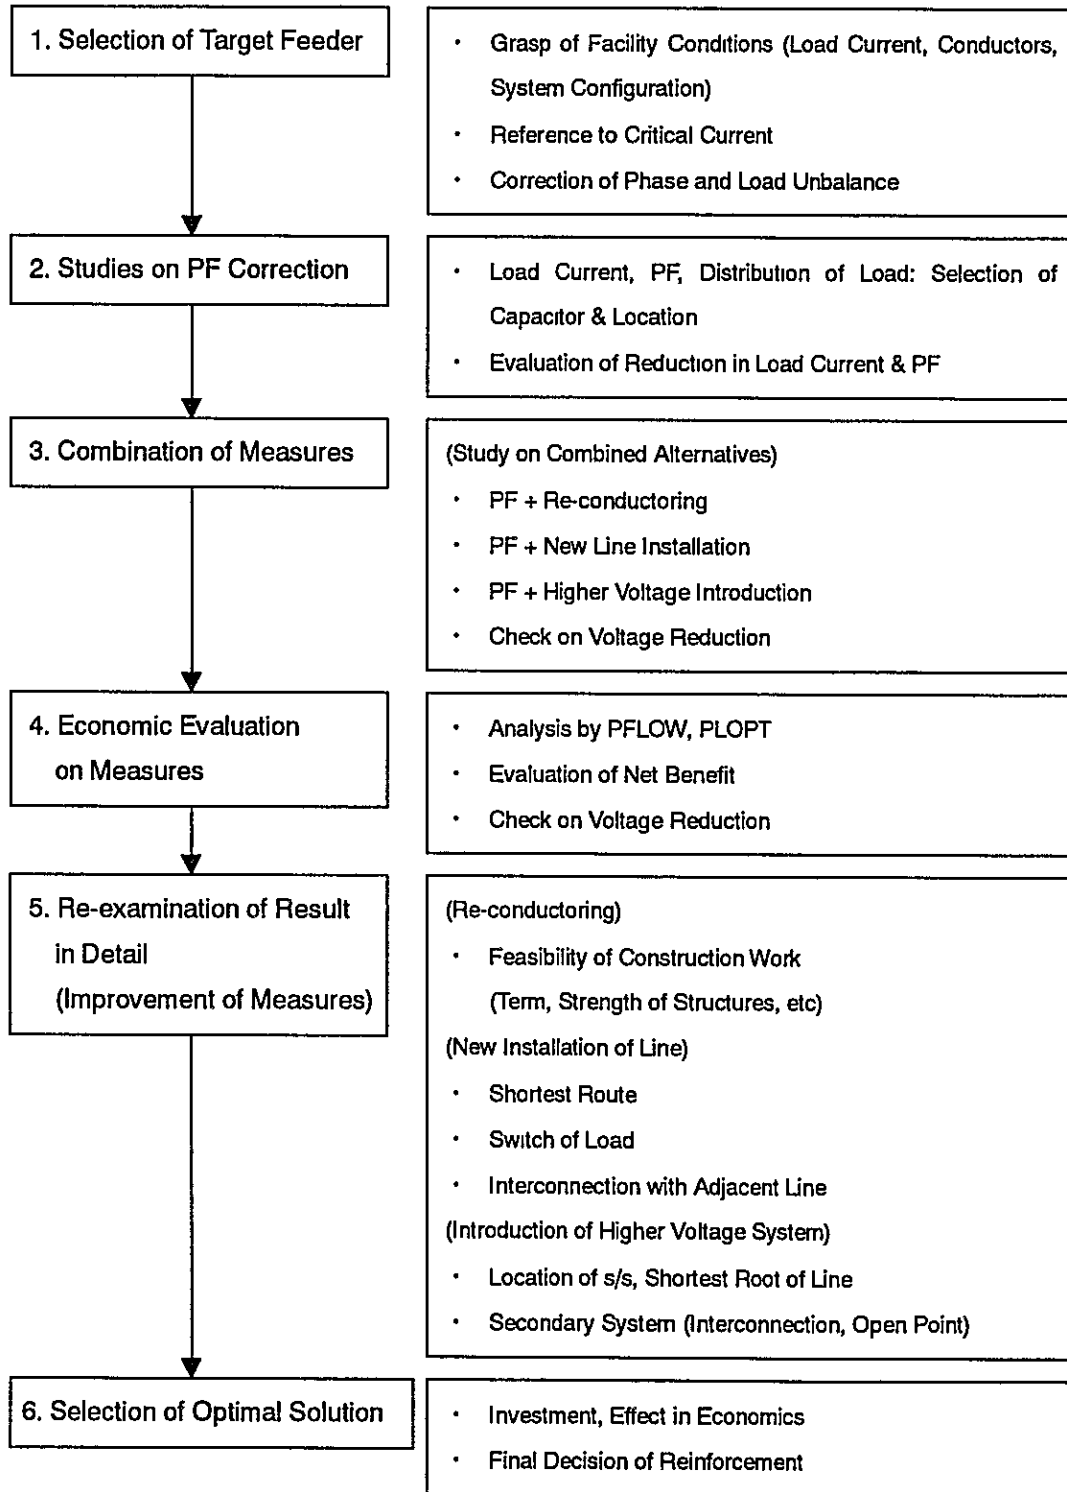 1. Selection of Target Feeder
· Grasp of Facility Conditions (Load Current, Conductors,
System Configuration)
· Reference to Critical Current
· Correction of Phase and Load Unbalance
2. Studies on PF Correction
· Load Current, PF, Distribution of Load: Selection of
Capacitor & Location
· Evaluation of Reduction in Load Current & PF
3. Combination of Measures
(Study on Combined Alternatives)
· PF + Re-conductoring
· PF + New Line Installation
· PF + Higher Voltage Introduction
· Check on Voltage Reduction
4. Economic Evaluation
on Measures
· Analysis by PFLOW, PLOPT
· Evaluation of Net Benefit
· Check on Voltage Reduction
5. Re-examination of Result
in Detail
(Improvement of Measures)
(Re-conductoring)
· Feasibility of Construction Work
(Term, Strength of Structures, etc)
(New Installation of Line)
· Shortest Route
· Switch of Load
· Interconnection with Adjacent Line
(Introduction of Higher Voltage System)
· Location of s/s, Shortest Root of Line
· Secondary System (Interconnection, Open Point)
6. Selection of Optimal Solution
· Investment, Effect in Economics
· Final Decision of Reinforcement